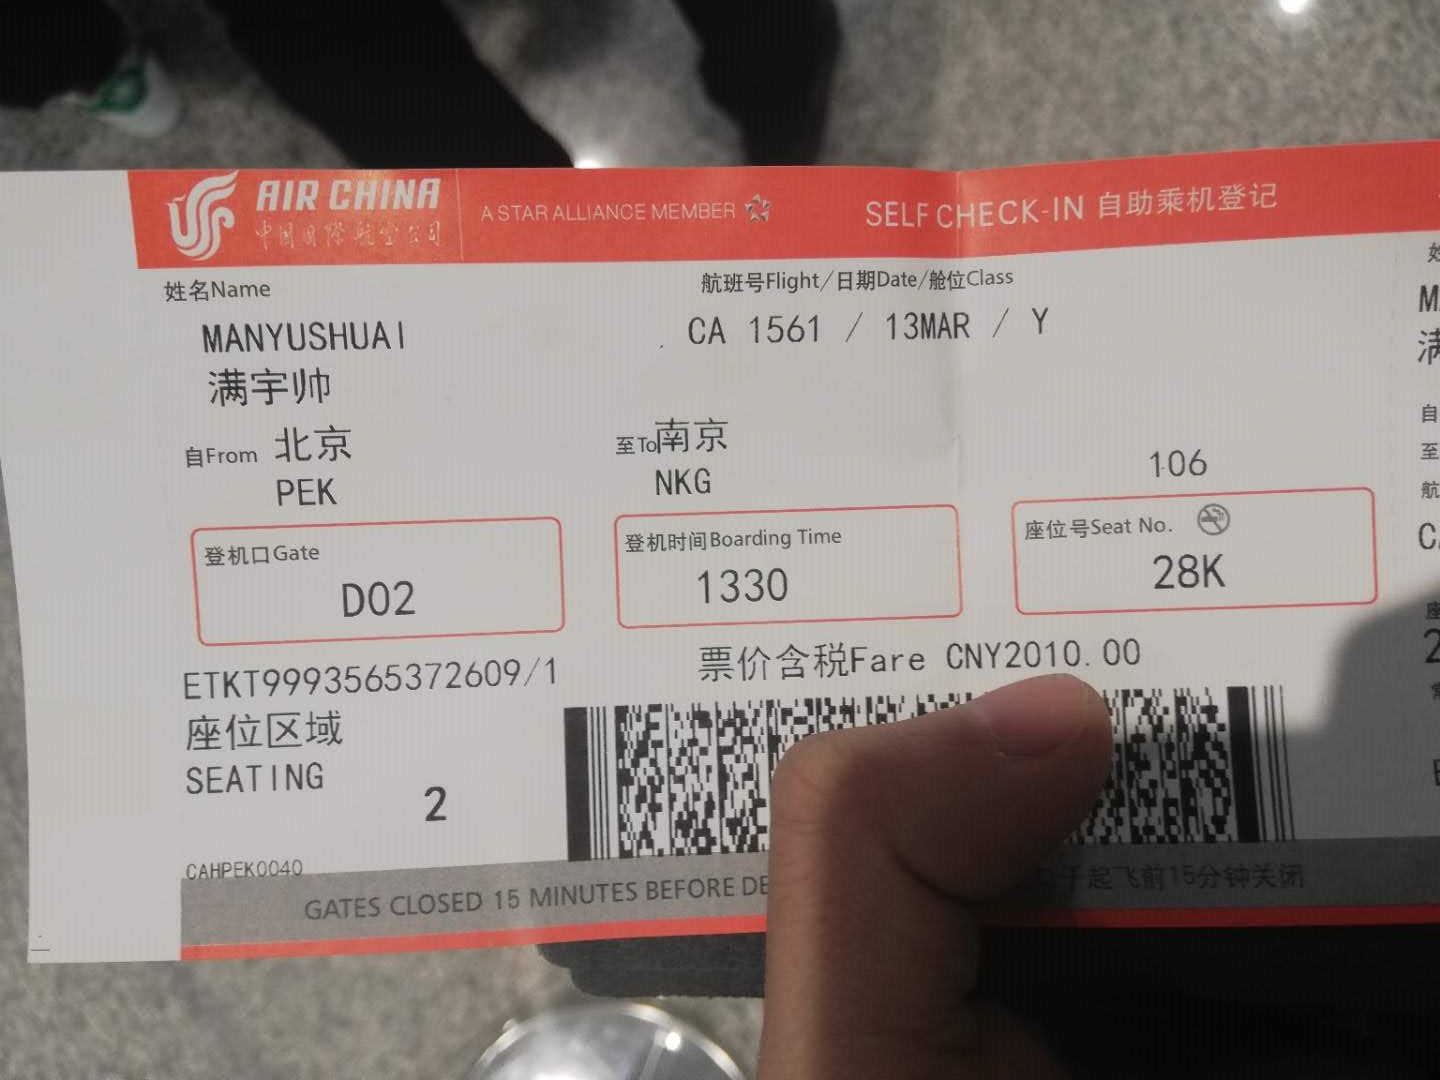 AIR CHINA
中国国际航空公司
A STAR ALLIANCE MEMBER
SELF CHECK-IN 自助乘机登记
姓名Name
航班号Flight/日期Date/舱位Class
MANYUSHUAI
CA 1561 / 13MAR / Y
满宇帅
自From 北京
至To南京
PEK
NKG
106
登机口Gate
登机时间Boarding Time
座位号Seat No.
D02
1330
28K
ETKT9993565372609/1
票价含税Fare CNY2010.00
座位区域
SEATING
2
CAHPEK0040
GATES CLOSED 15 MINUTES BEFORE DE
于起飞前15分钟关闭
自
至
航